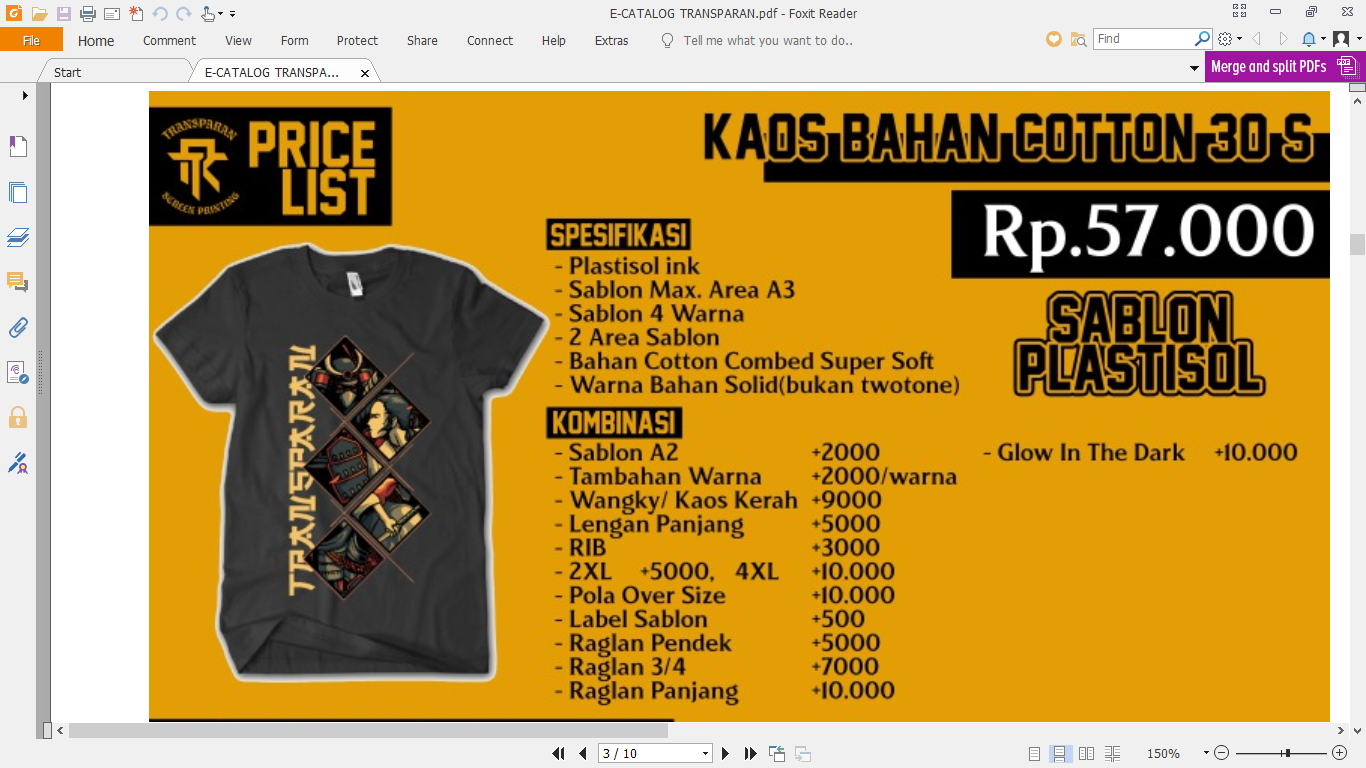 E-CATALOG TRANSPARAN.pdf - Foxit Reader
File Home Comment View Form Protect Share Connect Help Extras Tell me what you want to do.. Find
Start E-CATALOG TRANSPA... Merge and split PDFs
TRANSPARAN
SCREEN PRINTING
PRICE
LIST
KAOS BAHAN COTTON 30 S
Rp.57.000
SABLON
PLASTISOL
TRANSPARAN
SPESIFIKASI
- Plastisol ink
- Sablon Max. Area A3
- Sablon 4 Warna
- 2 Area Sablon
- Bahan Cotton Combed Super Soft
- Warna Bahan Solid(bukan twotone)
KOMBINASI
- Sablon A2 +2000 - Glow In The Dark +10.000
- Tambahan Warna +2000/warna
- Wangky/ Kaos Kerah +9000
- Lengan Panjang +5000
- RIB +3000
- 2XL +5000, 4XL +10.000
- Pola Over Size +10.000
- Label Sablon +500
- Raglan Pendek +5000
- Raglan 3/4 +7000
- Raglan Panjang +10.000
3 / 10 150%